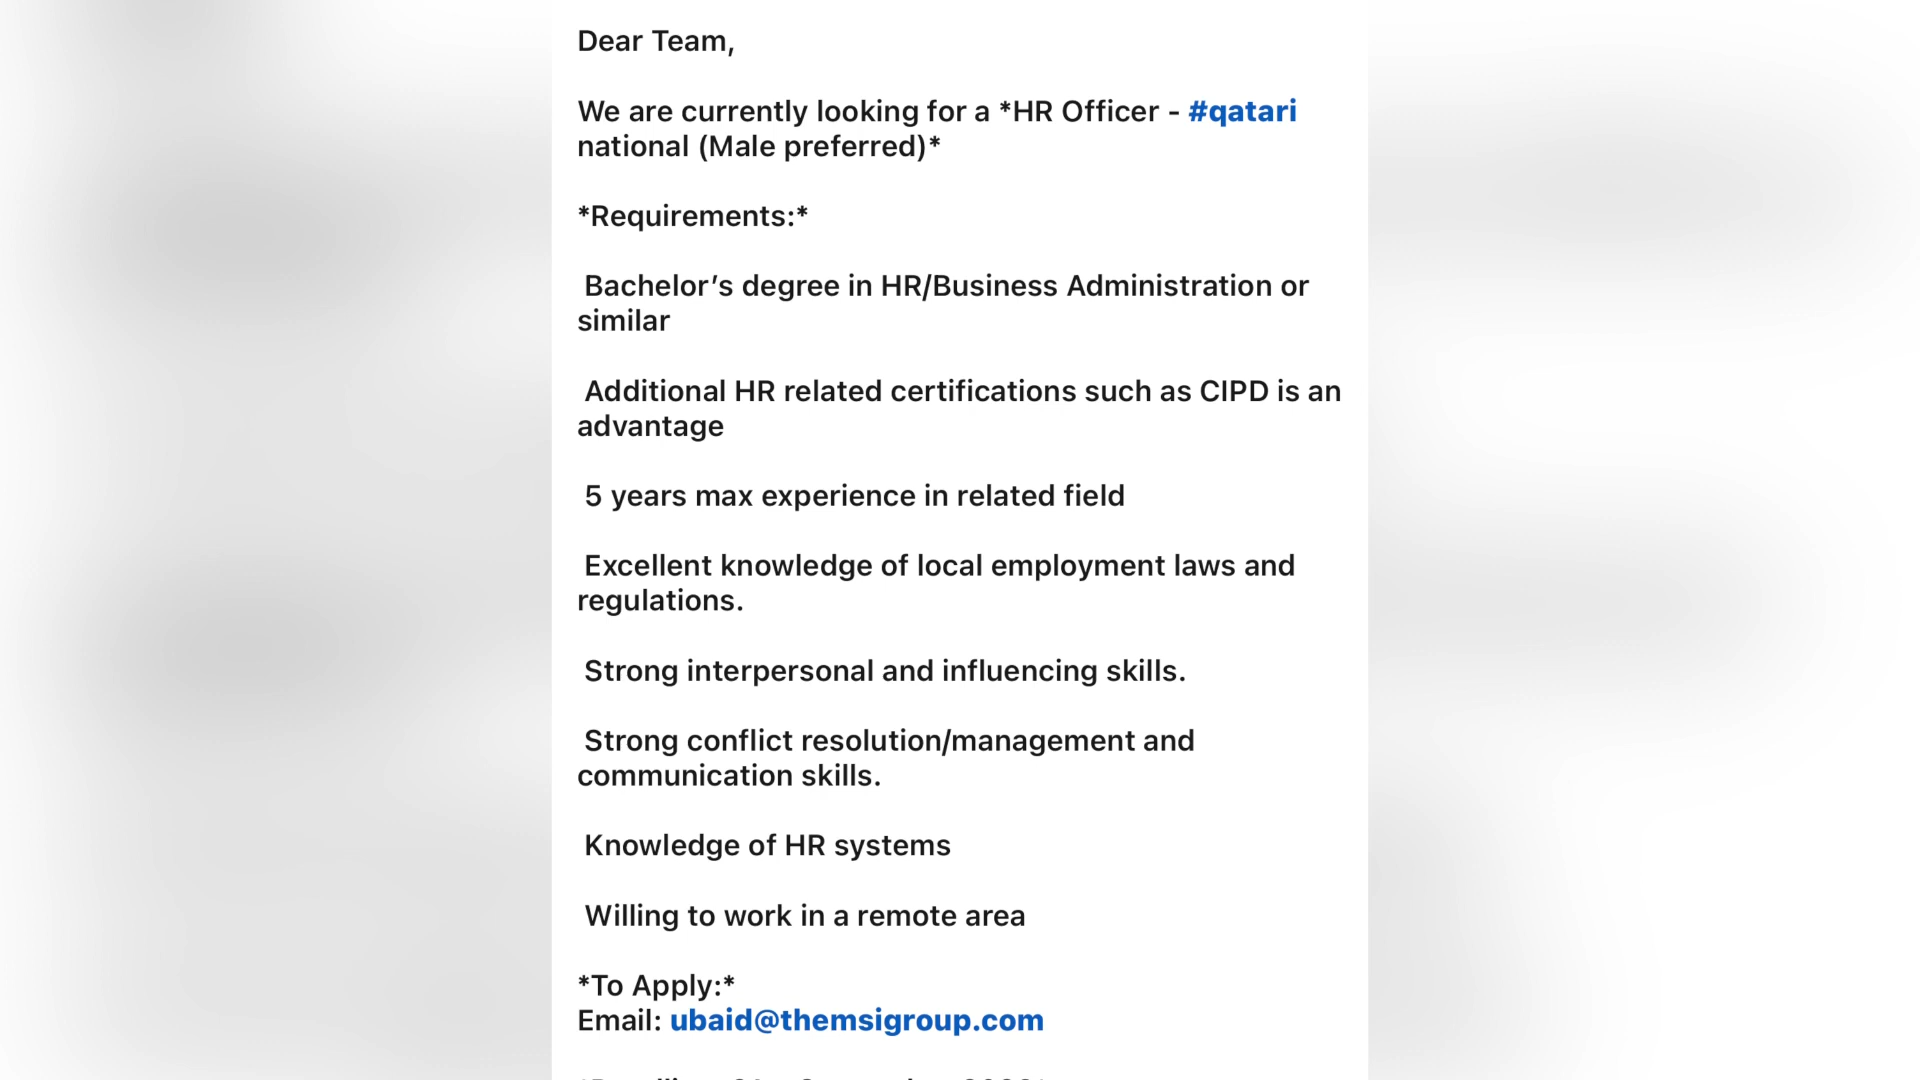 Dear Team,
We are currently looking for a *HR Officer - #qatari
national (Male preferred)*
*Requirements:*
Bachelor’s degree in HR/Business Administration or
similar
Additional HR related certifications such as CIPD is an
advantage
5 years max experience in related field
Excellent knowledge of local employment laws and
regulations.
Strong interpersonal and influencing skills.
Strong conflict resolution/management and
communication skills.
Knowledge of HR systems
Willing to work in a remote area
*To Apply:*
Email: ubaid@themsigroup.com